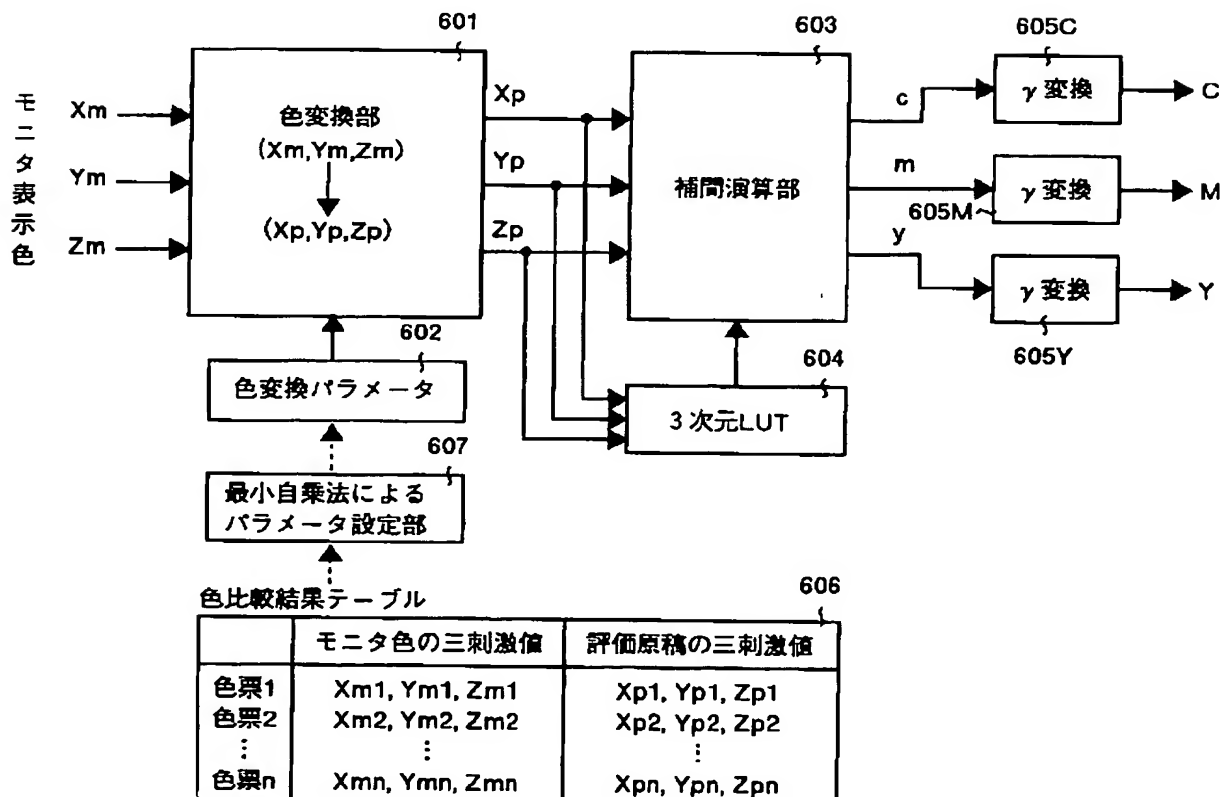 モニタ表示色
Xm
Ym
Zm
601
色変換部
(Xm,Ym,Zm)
(Xp,Yp,Zp)
Xp
Yp
Zp
603
補間演算部
c
m
y
605C
γ 変換
C
605M
γ 変換
M
605Y
γ 変換
Y
602
色変換パラメータ
604
3次元LUT
607
最小自乗法による
パラメータ設定部
色比較結果テーブル
606
モニタ色の三刺激値 評価原稿の三刺激値
色票1 Xm1, Ym1, Zm1 Xp1, Yp1, Zp1
色票2 Xm2, Ym2, Zm2 Xp2, Yp2, Zp2
⋮ ⋮ ⋮
色票n Xmn, Ymn, Zmn Xpn, Ypn, Zpn